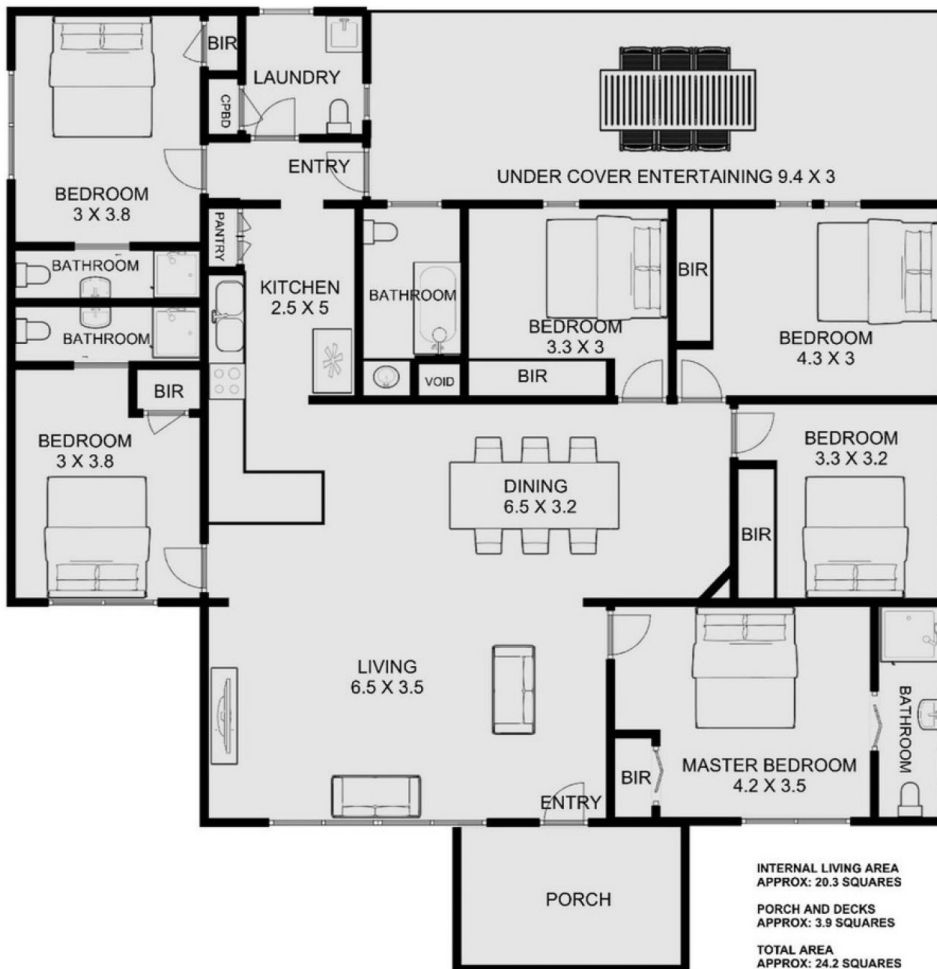 BIR
LAUNDRY
CPBD
ENTRY
UNDER COVER ENTERTAINING 9.4 X 3
BEDROOM
3 X 3.8
PANTRY
BATHROOM
KITCHEN
2.5 X 5
BATHROOM
BEDROOM
3.3 X 3
BIR
BEDROOM
4.3 X 3
BATHROOM
BIR
VOID
BIR
BEDROOM
3 X 3.8
DINING
6.5 X 3.2
BEDROOM
3.3 X 3.2
BIR
LIVING
6.5 X 3.5
BATHROOM
BIR
MASTER BEDROOM
4.2 X 3.5
ENTRY
PORCH
INTERNAL LIVING AREA
APPROX: 20.3 SQUARES
PORCH AND DECKS
APPROX: 3.9 SQUARES
TOTAL AREA
APPROX: 24.2 SQUARES